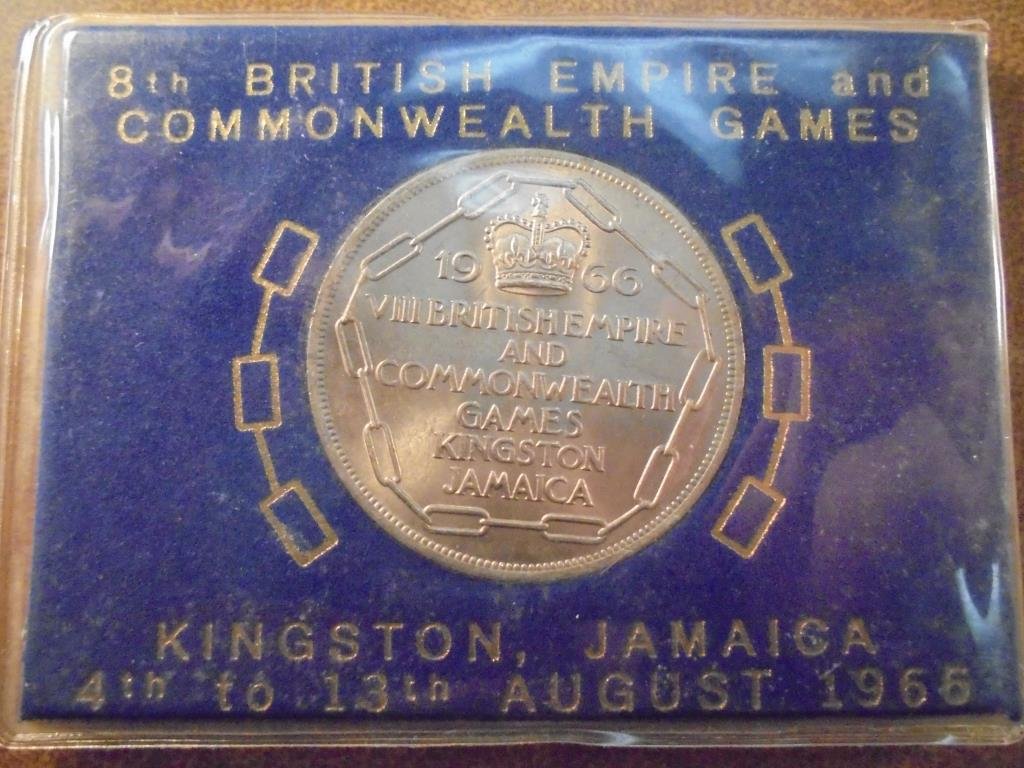 8th BRITISH EMPIRE and
COMMONWEALTH GAMES
19 66
VIII BRITISH EMPIRE
AND
COMMONWEALTH
GAMES
KINGSTON
JAMAICA
KINGSTON, JAMAICA
4th to 13th AUGUST 1966